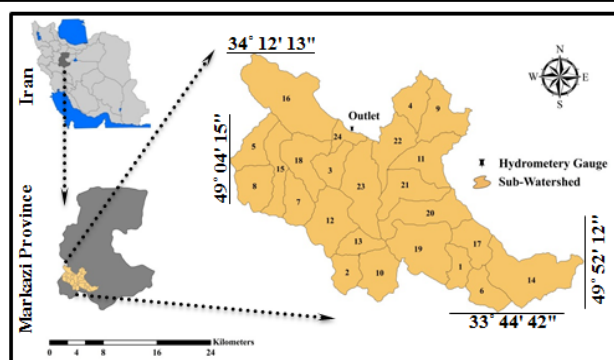 Iran
Markazi Province
34° 12' 13"
49° 04' 15"
N
W E
S
Outlet
Hydrometery Gauge
Sub-Watershed
16
4
9
24
22
5
11
15
18
3
23
8
7
21
12
20
13
19
17
2
10
1
14
6
49° 52' 12"
33° 44' 42"
Kilometers
0 4 8 16 24